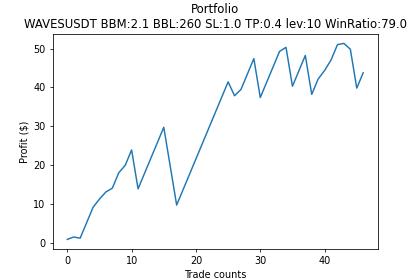 Portfolio
WAVESUSDT BBM:2.1 BBL:260 SL:1.0 TP:0.4 lev:10 WinRatio:79.0
50
40
30
20
10
0
Profit ($)
0 10 20 30 40
Trade counts